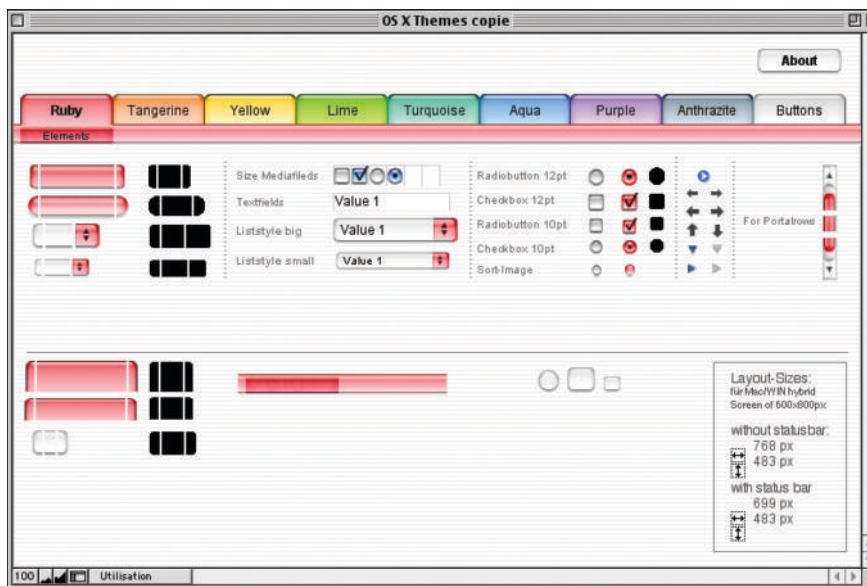 OS X Themes copie
About
Ruby Tangerine Yellow Lime Turquoise Aqua Purple Anthrazite Buttons
Elements
Size Mediafileds
Textfields Value 1
Liststyle big Value 1
Liststyle small Value 1
Radiobutton 12pt
Checkbox 12pt
Radiobutton 10pt
Checkbox 10pt
Sort-Image
For Portalrows
Layout-Sizes:
für Mac/WIN hybrid
Screen of 600x800px
without statusbar:
768 px
483 px
with status bar
699 px
483 px
100 Utilisation